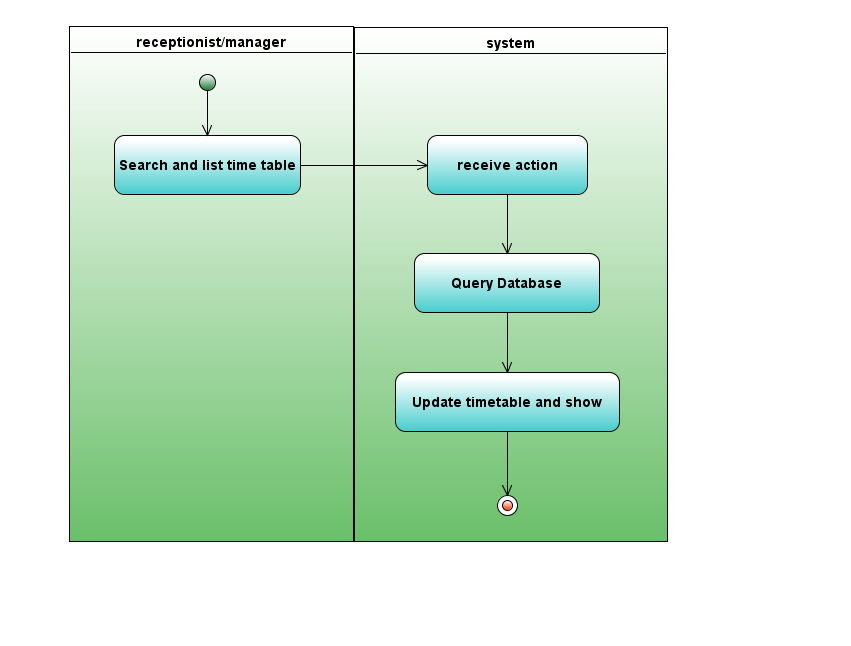 receptionist/manager
system
Search and list time table
receive action
Query Database
Update timetable and show